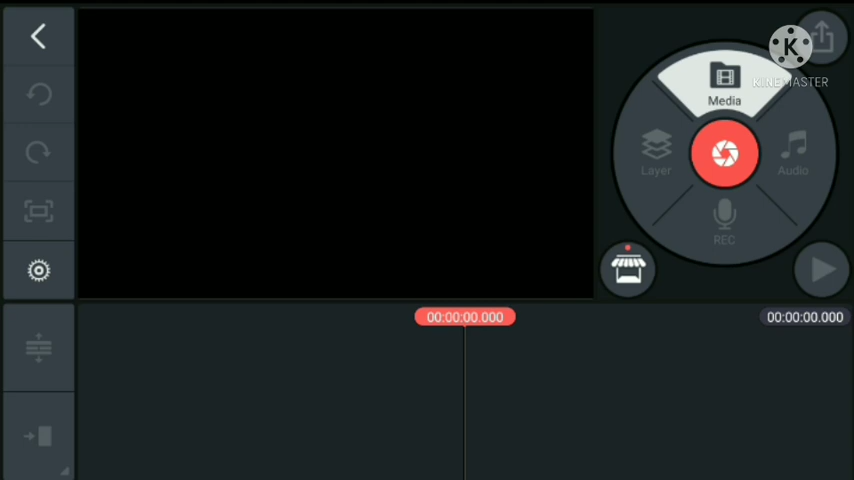 K
KINEMASTER
Media
Layer
Audio
REC
00:00:00.000
00:00:00.000